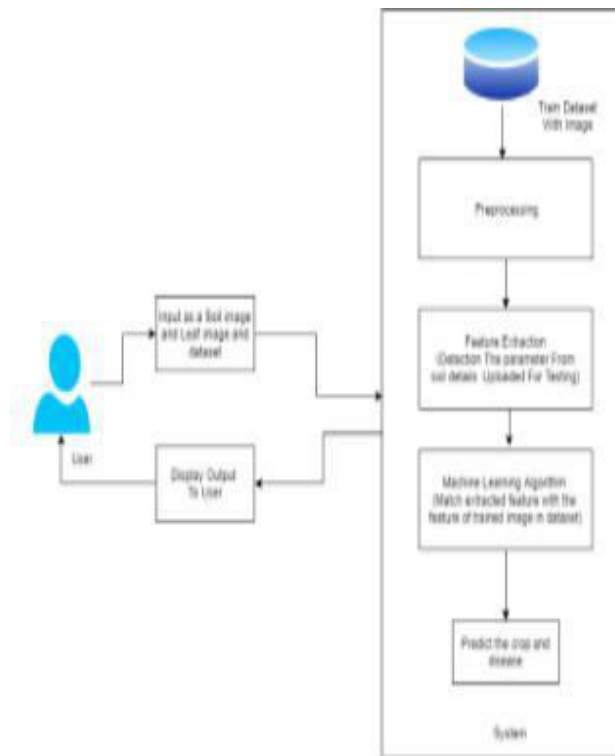 Train Dataset
With Image
Preprocessing
Input as a Soil image
and Leaf image and
dataset
Feature Extraction
(Detection The parameter From
soil details. Uploaded For Testing)
User
Display Output
To User
Machine Learning Algorithm
(Match extracted feature with the
feature of trained image in dataset)
Predict the crop and
disease
System